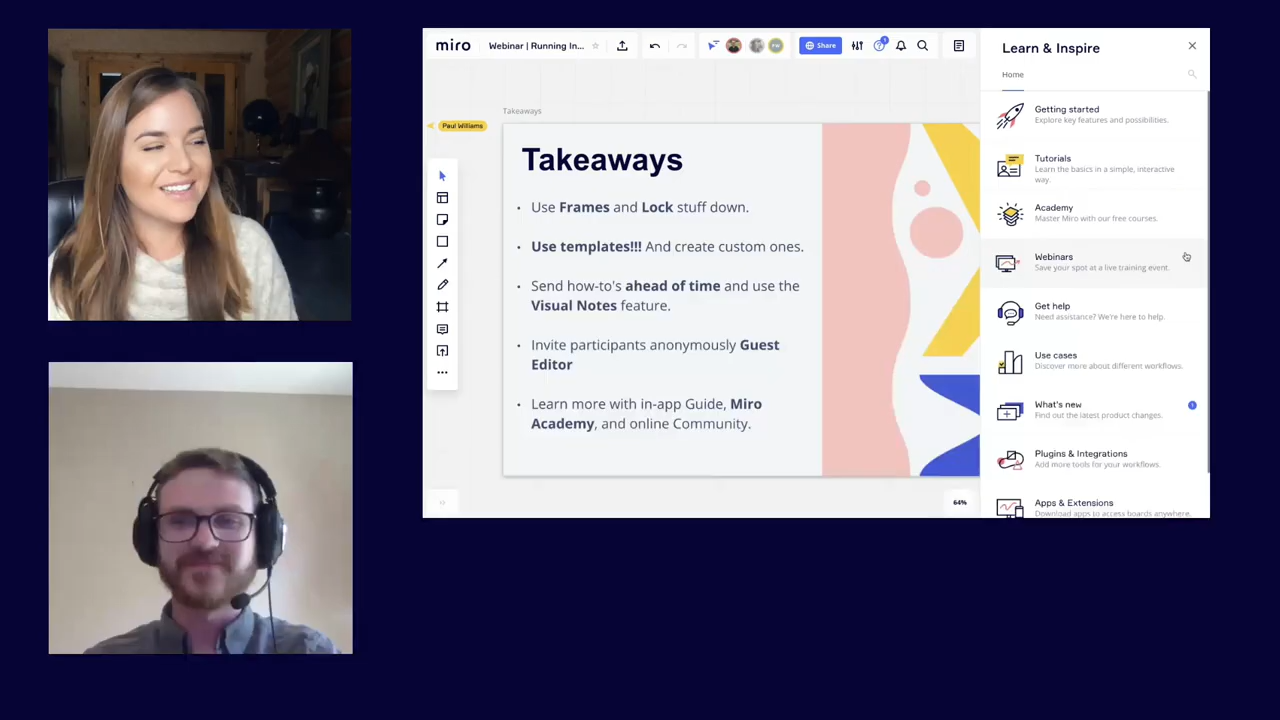 miro
Webinar | Running In...
Share
1
Learn & Inspire
Home
Takeaways
Paul Williams
Takeaways
• Use Frames and Lock stuff down.
• Use templates!!! And create custom ones.
• Send how-to's ahead of time and use the
Visual Notes feature.
• Invite participants anonymously Guest
Editor
• Learn more with in-app Guide, Miro
Academy, and online Community.
64%
Getting started
Explore key features and possibilities.
Tutorials
Learn the basics in a simple, interactive
way.
Academy
Master Miro with our free courses.
Webinars
Save your spot at a live training event.
Get help
Need assistance? We're here to help.
Use cases
Discover more about different workflows.
What's new
Find out the latest product changes.
1
Plugins & Integrations
Add more tools for your workflows.
Apps & Extensions
Download apps to access boards anywhere.